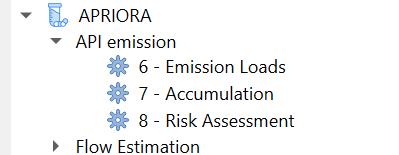 APRIORA
API emission
6 - Emission Loads
7 - Accumulation
8 - Risk Assessment
Flow Estimation